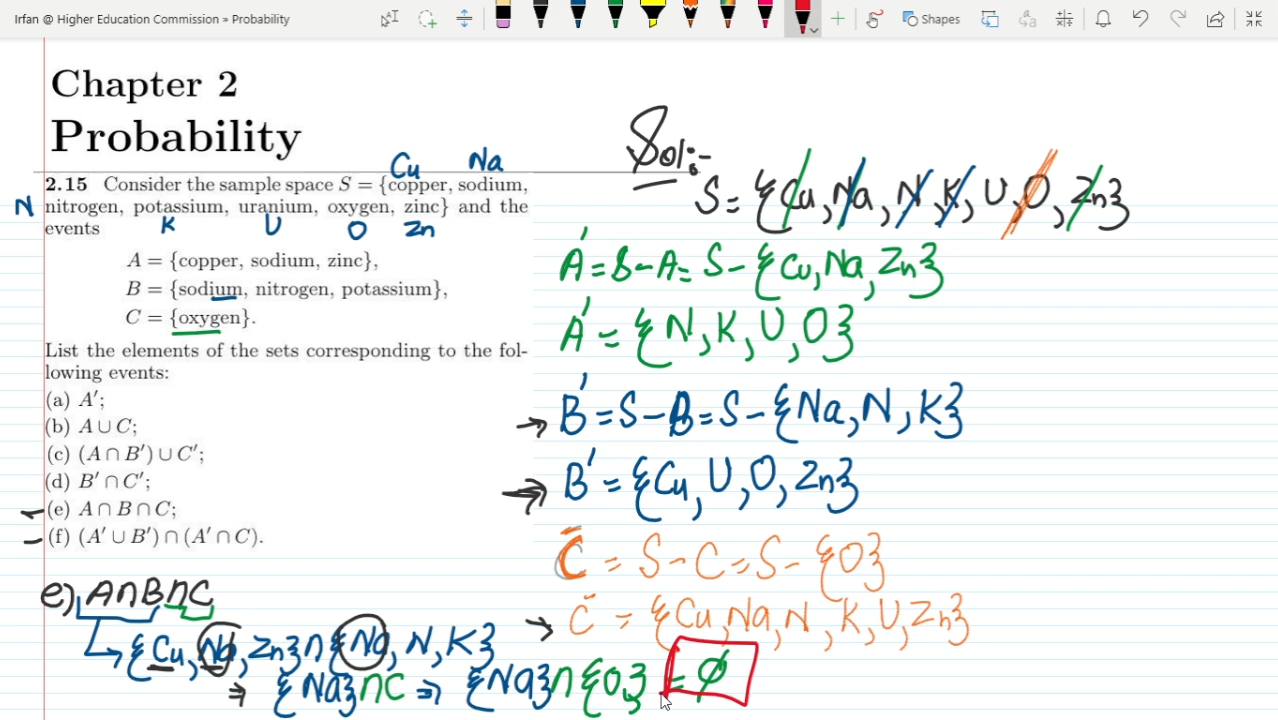 Irfan @ Higher Education Commission » Probability
Shapes
Chapter 2
Probability
Cu Na
2.15 Consider the sample space S = {copper, sodium,
N nitrogen, potassium, uranium, oxygen, zinc} and the
events K U O Zn
A = {copper, sodium, zinc},
B = {sodium, nitrogen, potassium},
C = {oxygen}.
List the elements of the sets corresponding to the fol-
lowing events:
(a) A′;
(b) A ∪ C;
(c) (A ∩ B′) ∪ C′;
(d) B′ ∩ C′;
(e) A ∩ B ∩ C;
(f) (A′ ∪ B′) ∩ (A′ ∩ C).
Sol:-
S = {Cu, Na, N, K, U, O, Zn}
A′ = S - A = S - {Cu, Na, Zn}
A′ = {N, K, U, O}
→ B′ = S - B = S - {Na, N, K}
→ B′ = {Cu, U, O, Zn}
C̄ = S - C = S - {O}
→ C̄ = {Cu, Na, N, K, U, Zn}
e) A∩B∩C
→ {Cu, Na, Zn} ∩ {Na, N, K}
⇒ {Na} ∩ C ⇒ {Na} ∩ {O} = ϕ